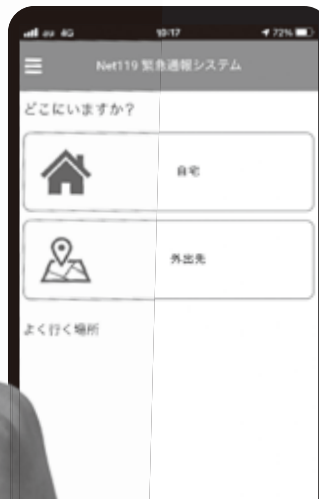 au 4G 10:17 72%
Net119 緊急通報システム
どこにいますか?
自宅
外出先
よく行く場所